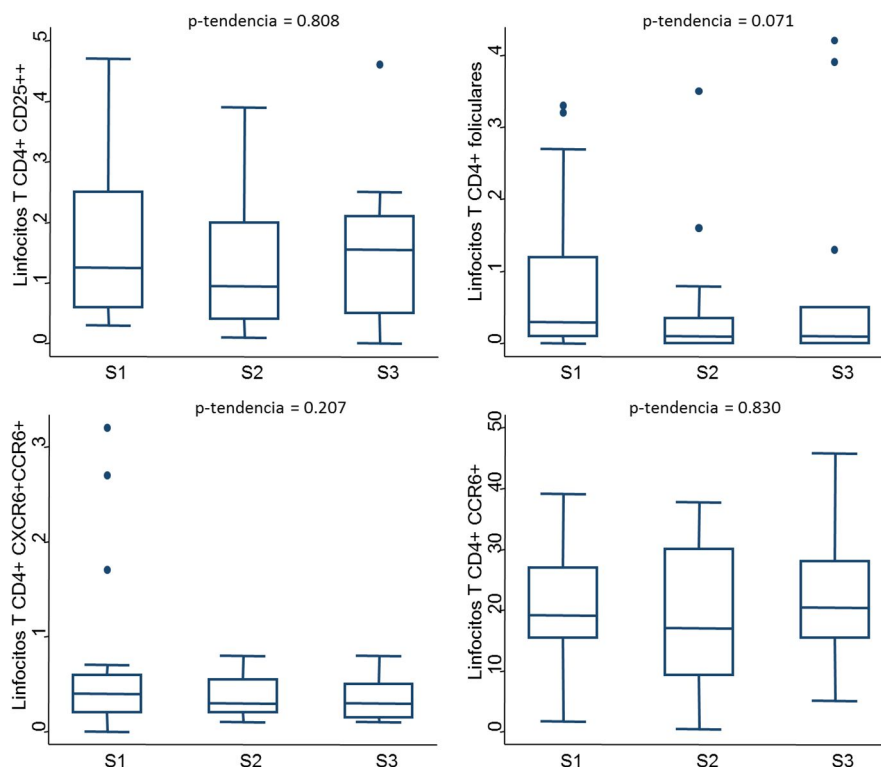 p-tendencia = 0.808
Linfocitos T CD4+ CD25++
5
4
3
2
1
0
S1 S2 S3
p-tendencia = 0.071
Linfocitos T CD4+ foliculares
4
3
2
1
0
S1 S2 S3
p-tendencia = 0.207
Linfocitos T CD4+ CXCR6+CCR6+
3
2
1
0
S1 S2 S3
p-tendencia = 0.830
Linfocitos T CD4+ CCR6+
50
40
30
20
10
0
S1 S2 S3